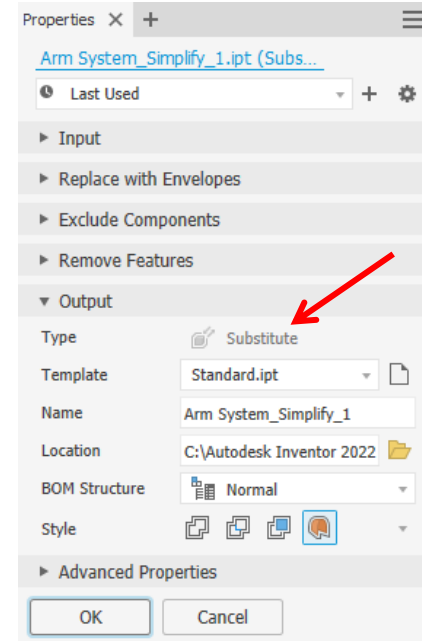 Properties
Arm System_Simplify_1.ipt (Subs...
Last Used
Input
Replace with Envelopes
Exclude Components
Remove Features
Output
Type Substitute
Template Standard.ipt
Name Arm System_Simplify_1
Location C:\Autodesk Inventor 2022
BOM Structure Normal
Style
Advanced Properties
OK Cancel